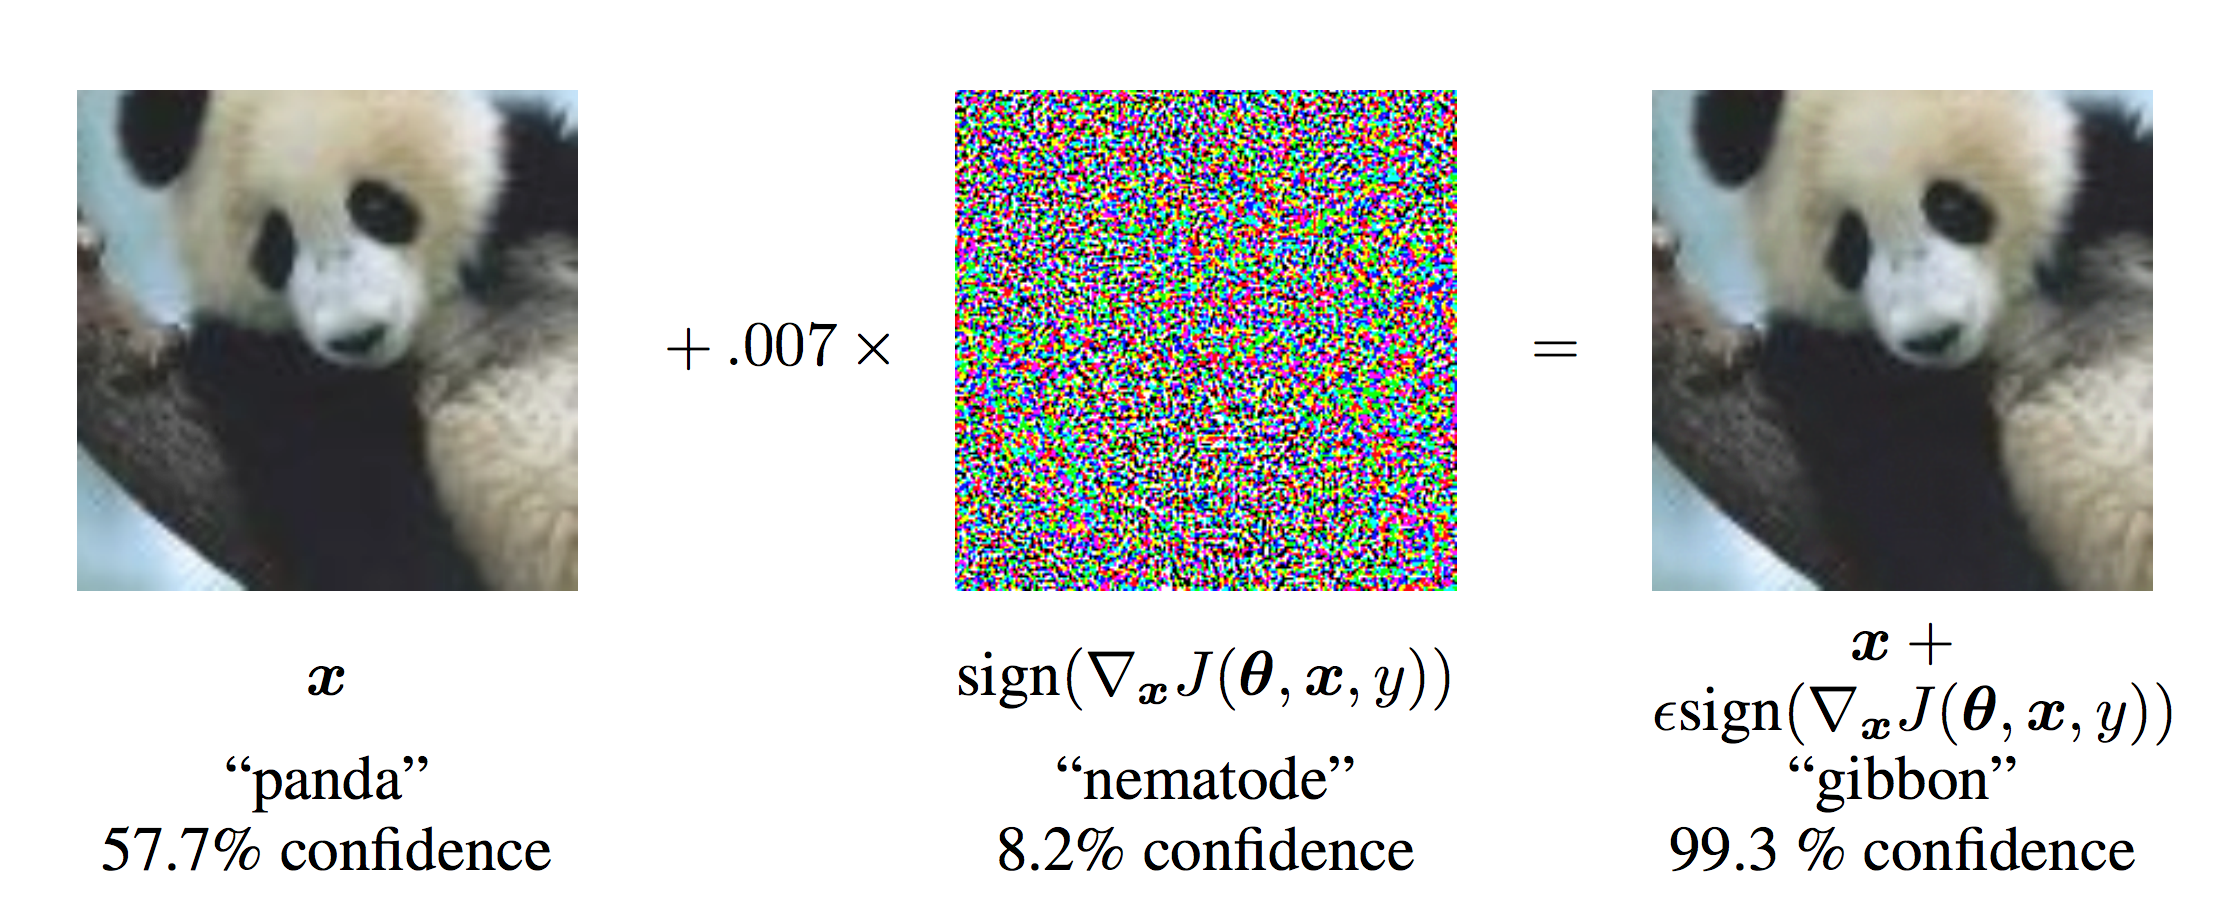 + .007 ×
=
x
sign(∇ₓJ(θ, x, y))
x +
ϵsign(∇ₓJ(θ, x, y))
“panda”
“nematode”
“gibbon”
57.7% confidence
8.2% confidence
99.3 % confidence